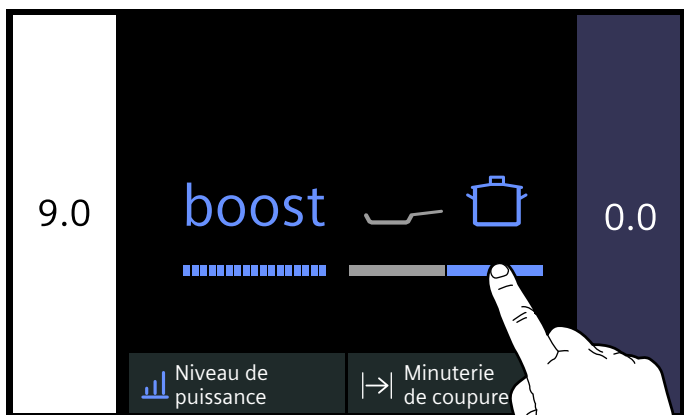 9.0
boost
0.0
Niveau de
puissance
Minuterie
de coupure